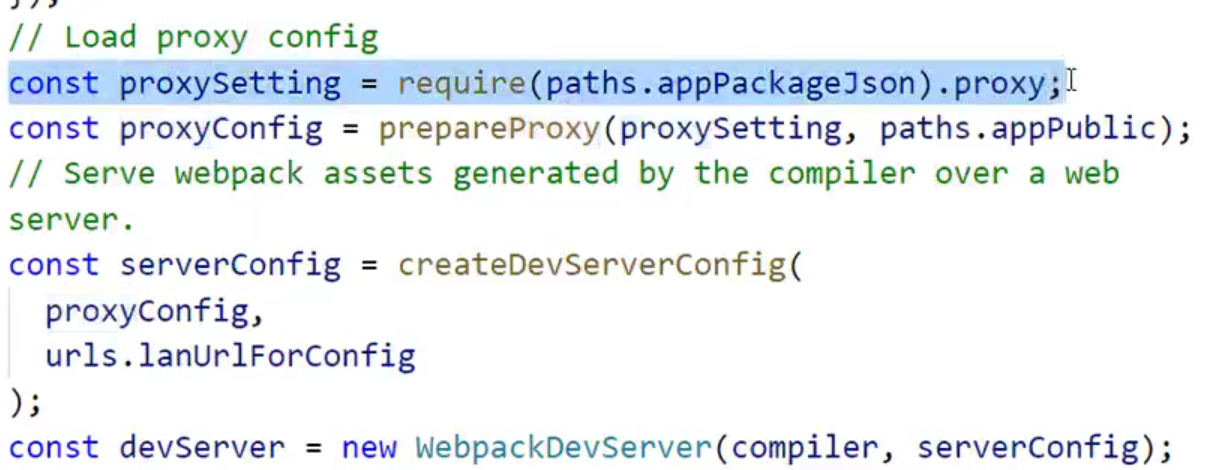 });
// Load proxy config
const proxySetting = require(paths.appPackageJson).proxy;
const proxyConfig = prepareProxy(proxySetting, paths.appPublic);
// Serve webpack assets generated by the compiler over a web
server.
const serverConfig = createDevServerConfig(
  proxyConfig,
  urls.lanUrlForConfig
);
const devServer = new WebpackDevServer(compiler, serverConfig);